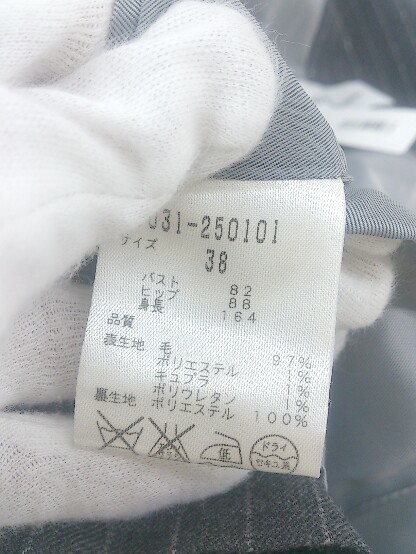 031-250101
サイズ
38
バスト 82
ヒップ 88
身長 164
品質
表生地 毛 97%
ポリエステル 1%
キュプラ 1%
ポリウレタン 1%
裏生地 ポリエステル 100%
低
ドライ
セキユ系